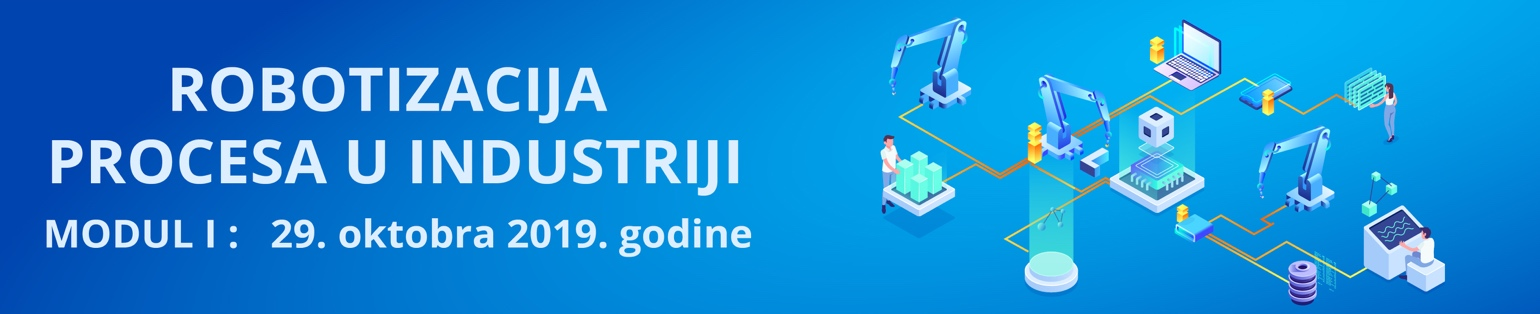 ROBOTIZACIJA
PROCESA U INDUSTRIJI
MODUL I : 29. oktobra 2019. godine